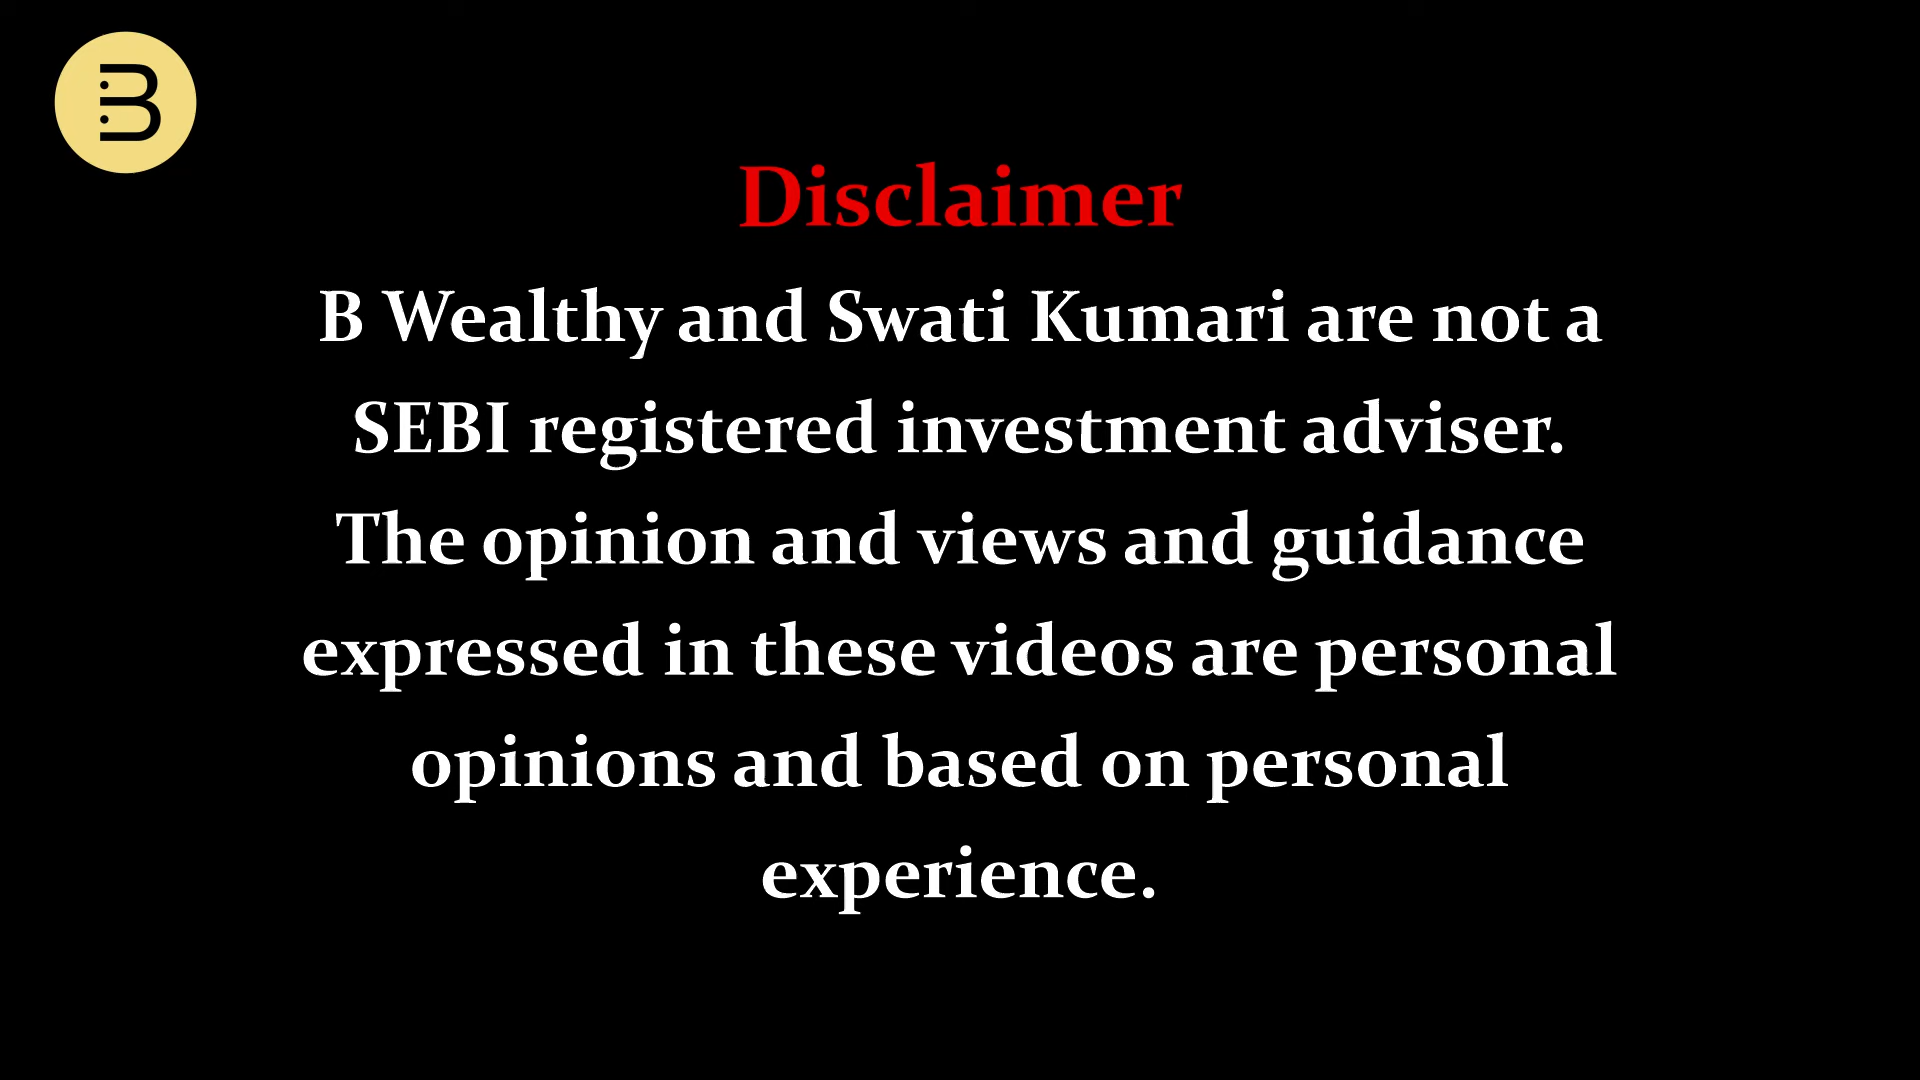 B
Disclaimer
B Wealthy and Swati Kumari are not a
SEBI registered investment adviser.
The opinion and views and guidance
expressed in these videos are personal
opinions and based on personal
experience.